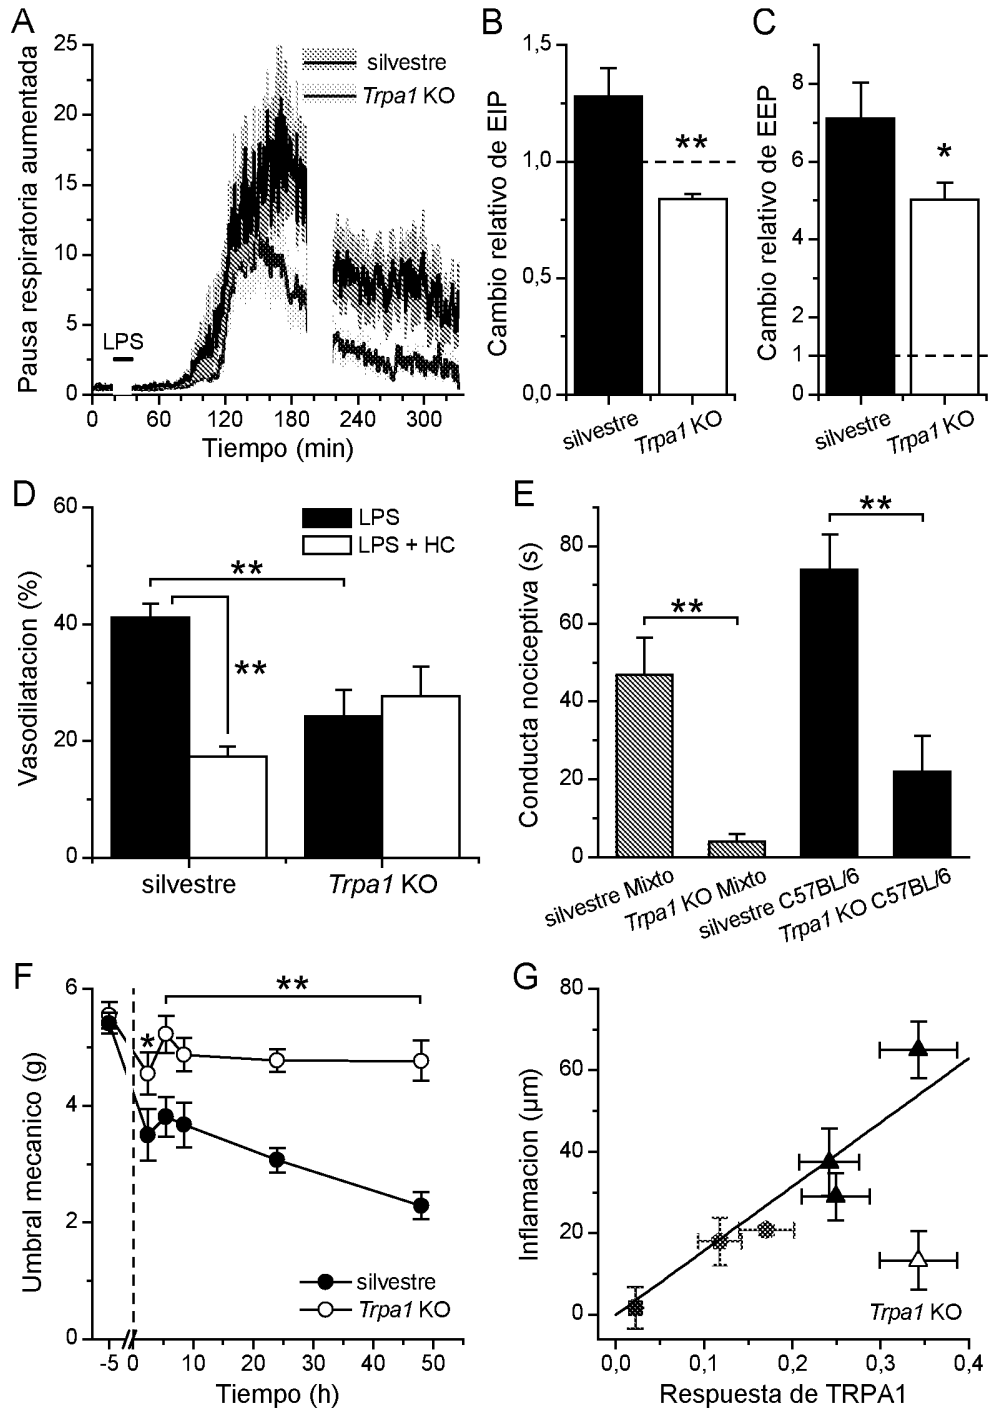 A
Pausa respiratoria aumentada
25
20
15
10
5
0
silvestre
Trpa1 KO
LPS
0 60 120 180 240 300
Tiempo (min)
B
Cambio relativo de EIP
1,5
1,0
0,5
0,0
**
silvestre
Trpa1 KO
C
Cambio relativo de EEP
8
6
4
2
1
0
*
silvestre
Trpa1 KO
D
Vasodilatacion (%)
60
40
20
0
LPS
LPS + HC
**
**
silvestre Trpa1 KO
E
Conducta nociceptiva (s)
80
60
40
20
0
**
**
silvestre Mixto
Trpa1 KO Mixto
silvestre C57BL/6
Trpa1 KO C57BL/6
F
Umbral mecanico (g)
6
4
2
0
**
*
silvestre
Trpa1 KO
-5 0 10 20 30 40 50
Tiempo (h)
G
Inflamacion (µm)
80
60
40
20
0
Trpa1 KO
0,0 0,1 0,2 0,3 0,4
Respuesta de TRPA1